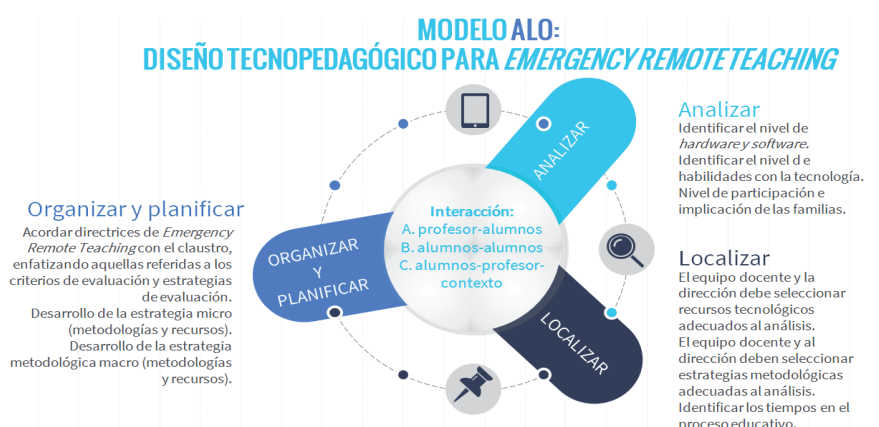 MODELO ALO:
DISEÑO TECNOPEDAGÓGICO PARA EMERGENCY REMOTE TEACHING
Analizar
Identificar el nivel de
hardware y software.
Identificar el nivel d e
habilidades con la tecnología.
Nivel de participación e
implicación de las familias.
Localizar
El equipo docente y la
dirección debe seleccionar
recursos tecnológicos
adecuados al análisis.
El equipo docente y al
dirección deben seleccionar
estrategias metodológicas
adecuadas al análisis.
Identificar los tiempos en el
proceso educativo.
Organizar y planificar
Acordar directrices de Emergency
Remote Teaching con el claustro,
enfatizando aquellas referidas a los
criterios de evaluación y estrategias
de evaluación.
Desarrollo de la estrategia micro
(metodologías y recursos).
Desarrollo de la estrategia
metodológica macro (metodologías
y recursos).
ANALIZAR
LOCALIZAR
ORGANIZAR
Y
PLANIFICAR
Interacción:
A. profesor-alumnos
B. alumnos-alumnos
C. alumnos-profesor-
contexto